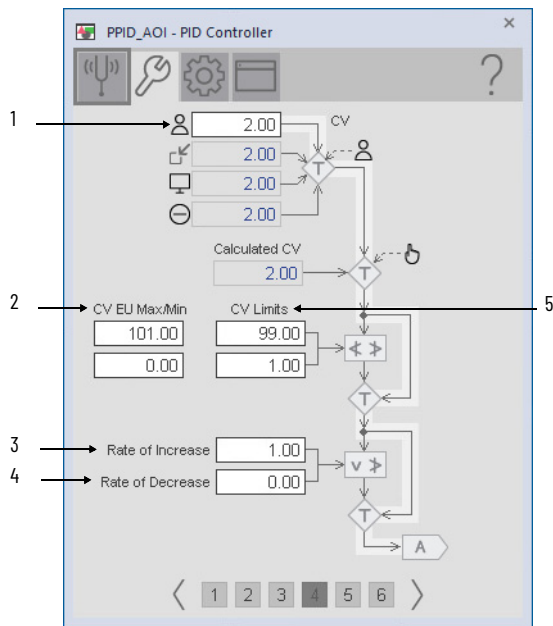 PPID_AOI - PID Controller
×
?
1
2.00
CV
2.00
T
2.00
2.00
Calculated CV
2.00
T
2
CV EU Max/Min
CV Limits
5
101.00
99.00
0.00
1.00
T
3
Rate of Increase
1.00
4
Rate of Decrease
0.00
V
T
A
1 2 3 4 5 6